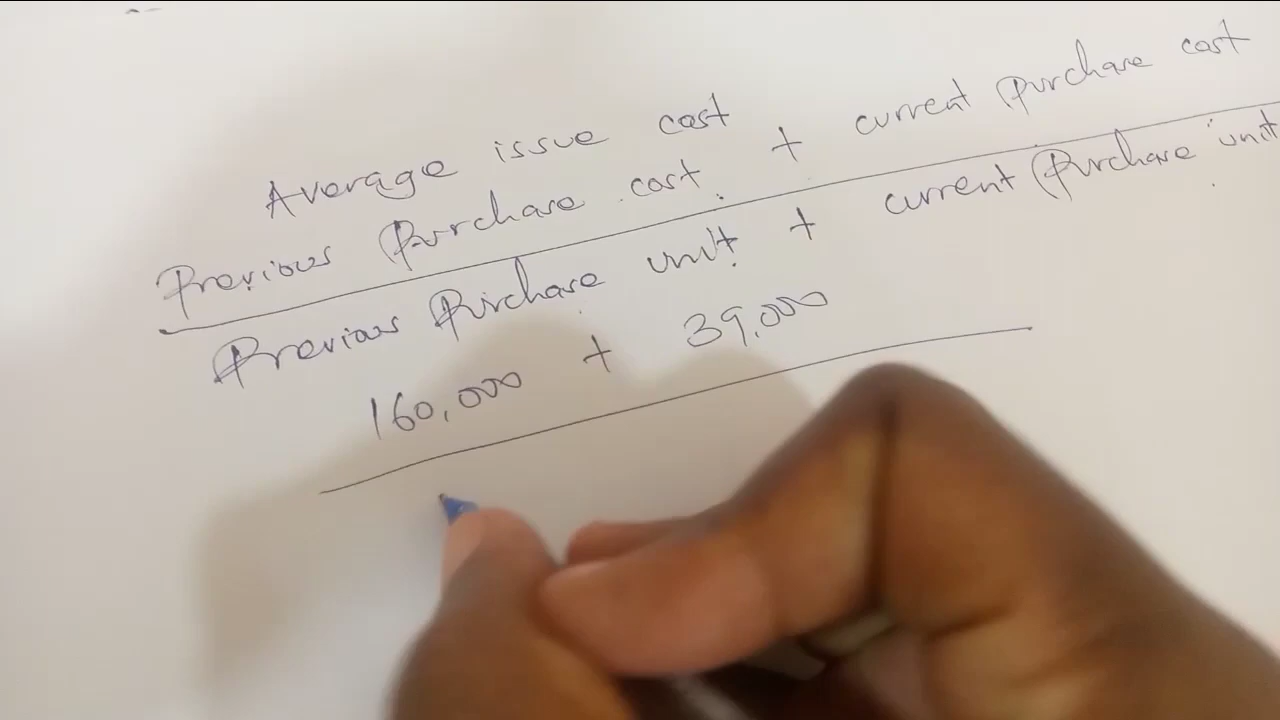 Average issue cost
Previous Purchase cost + current Purchase cost
Previous Purchase unit + current Purchase unit
160,000 + 39,000